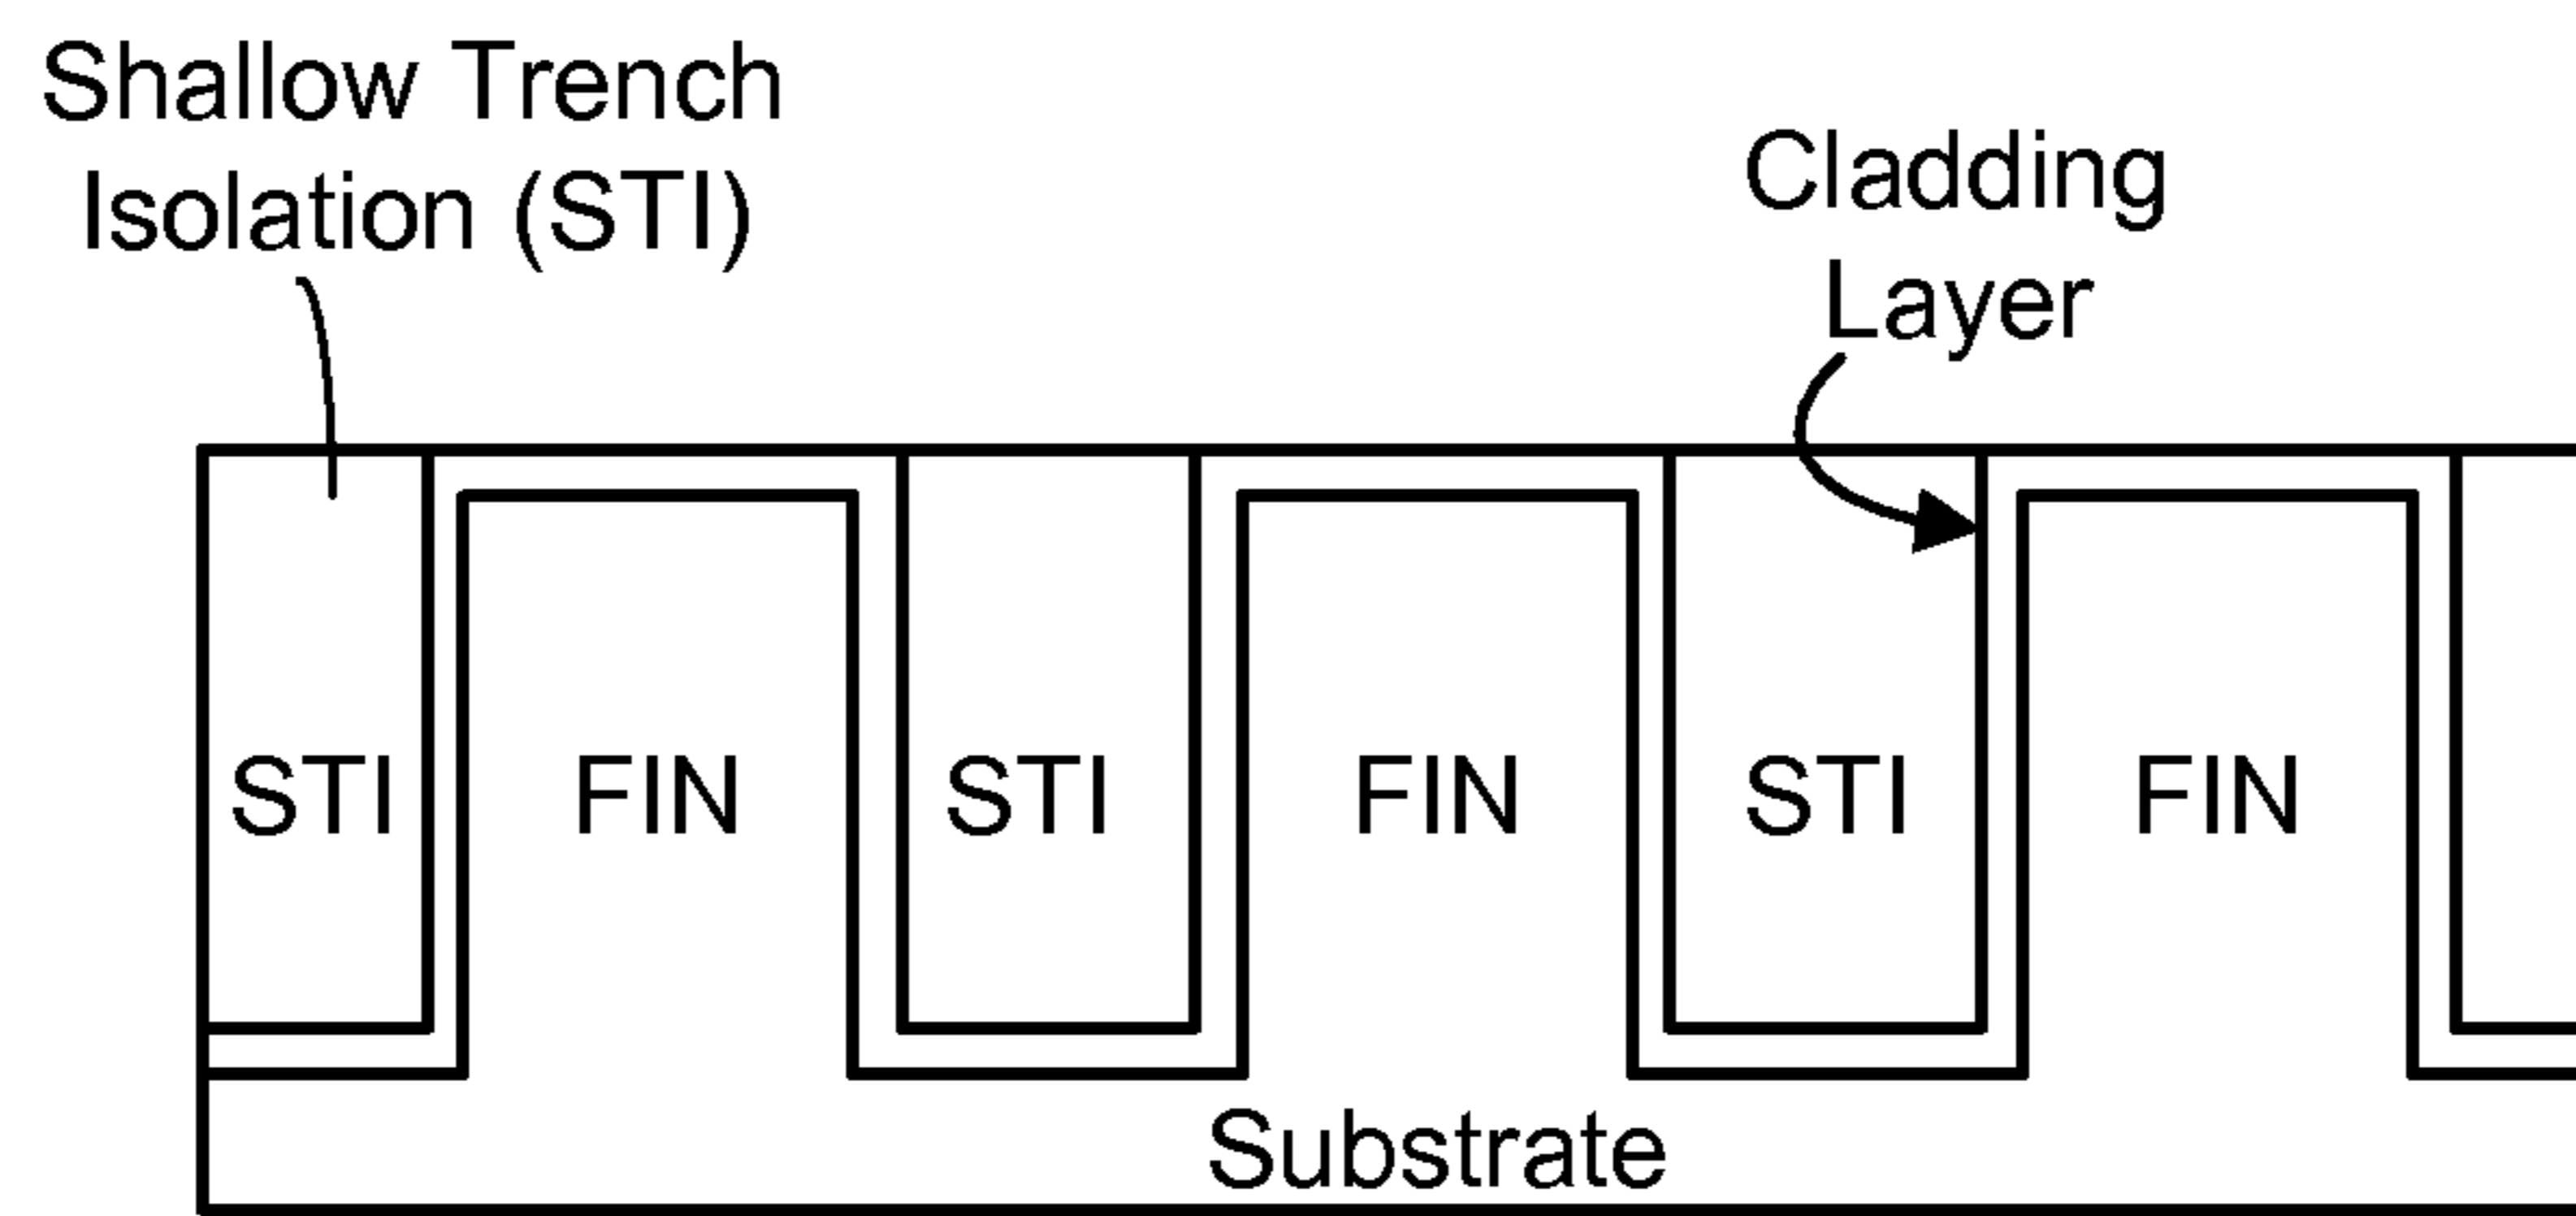 Shallow Trench
Isolation (STI)
Cladding
Layer
STI
FIN
STI
FIN
STI
FIN
Substrate